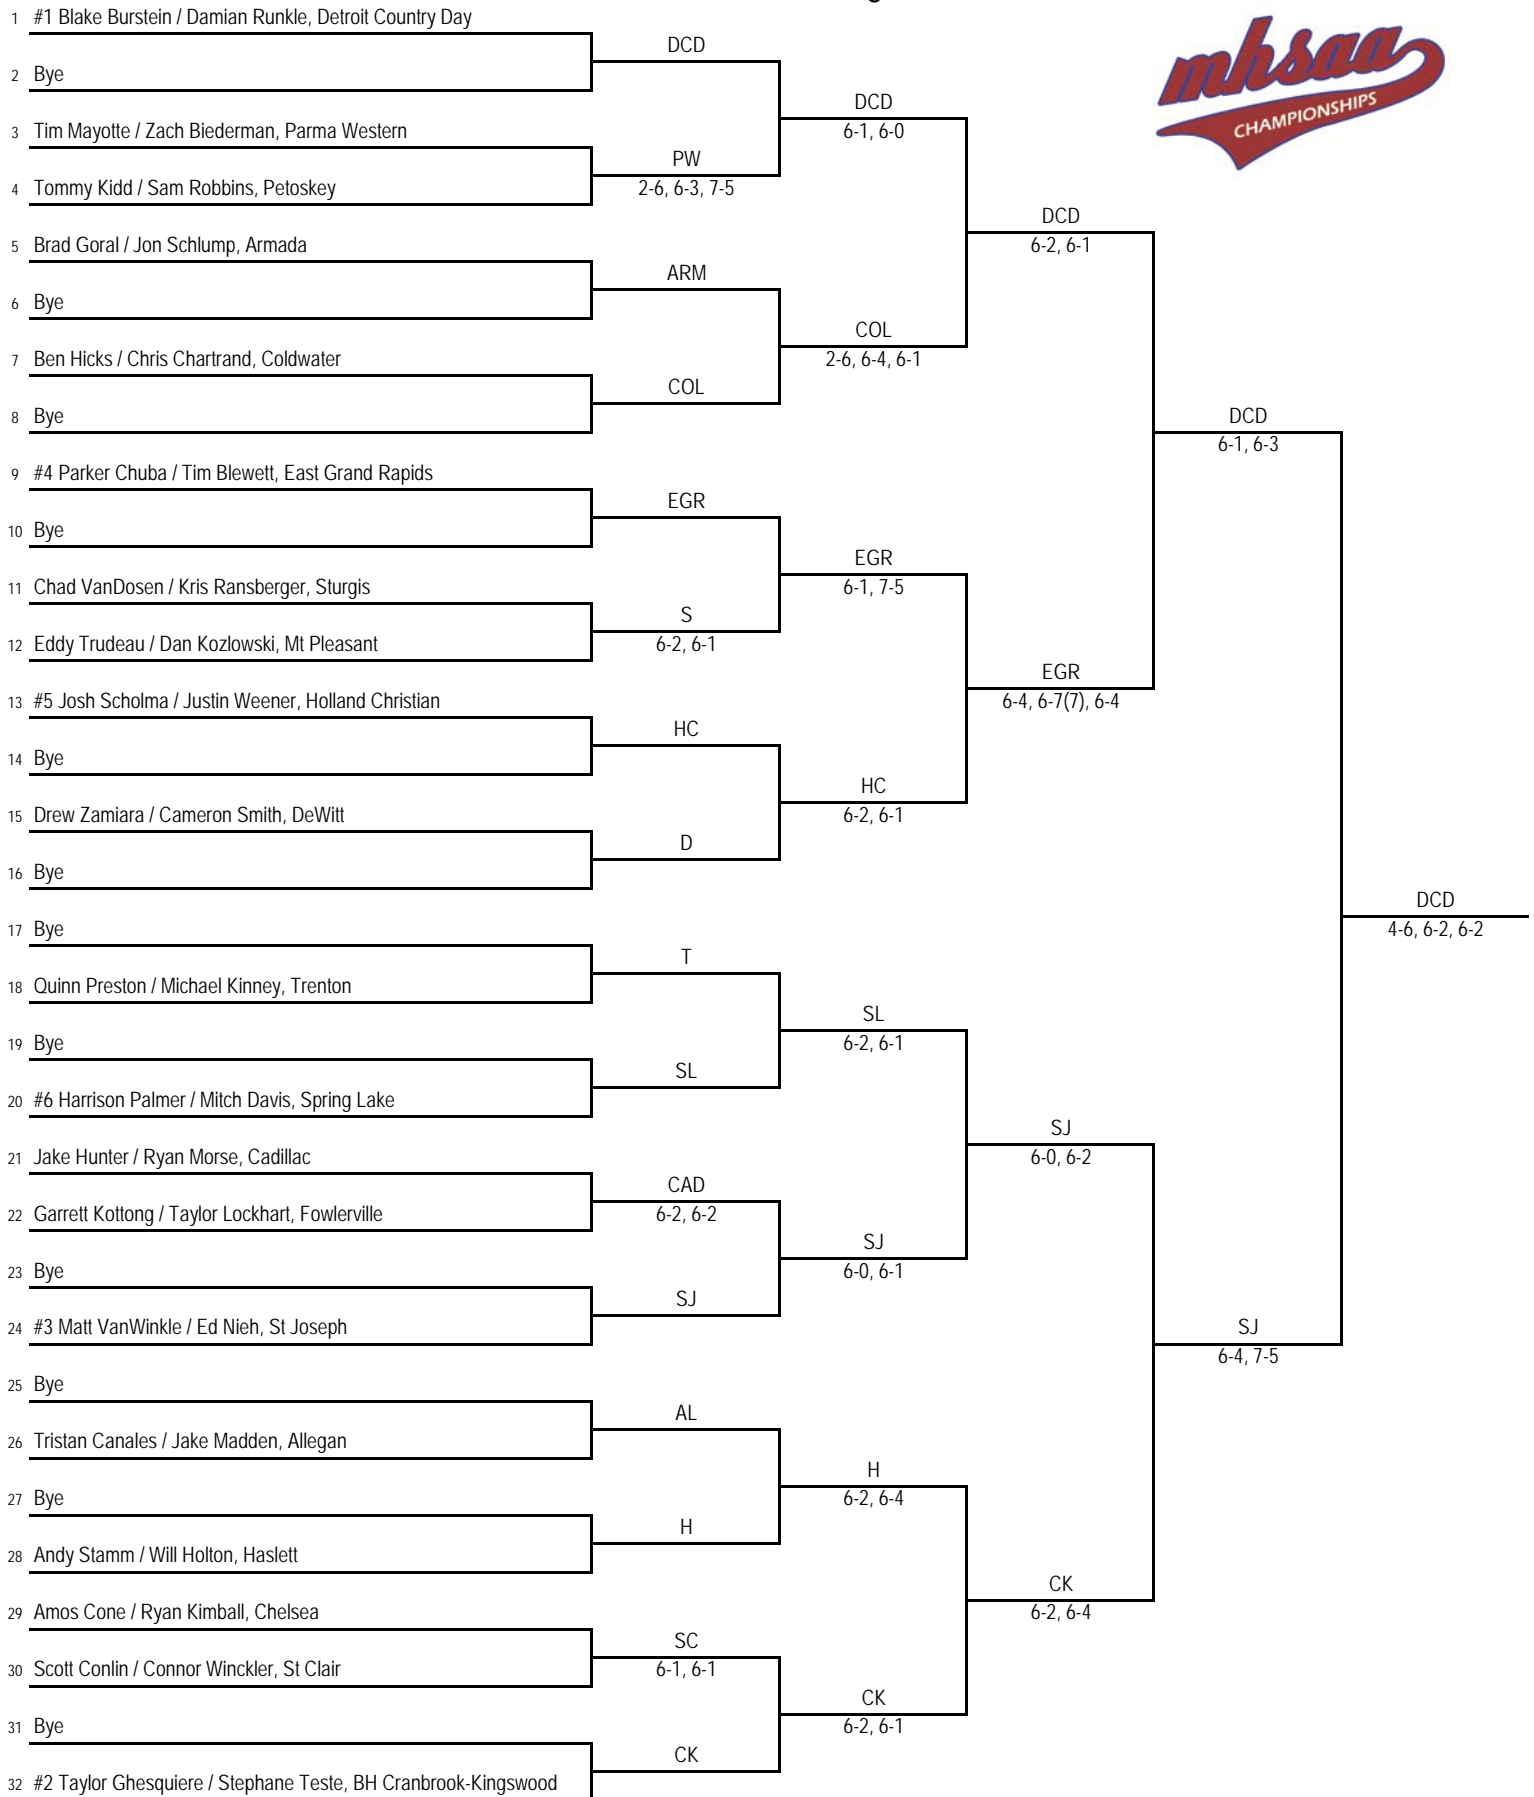 1 #1 Blake Burstein / Damian Runkle, Detroit Country Day
DCD
2 Bye
mhsaa
CHAMPIONSHIPS
DCD
6-1, 6-0
3 Tim Mayotte / Zach Biederman, Parma Western
PW
2-6, 6-3, 7-5
4 Tommy Kidd / Sam Robbins, Petoskey
DCD
6-2, 6-1
5 Brad Goral / Jon Schlump, Armada
ARM
6 Bye
COL
2-6, 6-4, 6-1
7 Ben Hicks / Chris Chartrand, Coldwater
COL
8 Bye
DCD
6-1, 6-3
9 #4 Parker Chuba / Tim Blewett, East Grand Rapids
EGR
10 Bye
EGR
6-1, 7-5
11 Chad VanDosen / Kris Ransberger, Sturgis
S
6-2, 6-1
12 Eddy Trudeau / Dan Kozlowski, Mt Pleasant
EGR
6-4, 6-7(7), 6-4
13 #5 Josh Scholma / Justin Weener, Holland Christian
HC
14 Bye
HC
6-2, 6-1
15 Drew Zamiara / Cameron Smith, DeWitt
D
16 Bye
DCD
4-6, 6-2, 6-2
17 Bye
T
18 Quinn Preston / Michael Kinney, Trenton
SL
6-2, 6-1
19 Bye
SL
20 #6 Harrison Palmer / Mitch Davis, Spring Lake
SJ
6-0, 6-2
21 Jake Hunter / Ryan Morse, Cadillac
CAD
6-2, 6-2
22 Garrett Kottong / Taylor Lockhart, Fowlerville
SJ
6-0, 6-1
23 Bye
SJ
24 #3 Matt VanWinkle / Ed Nieh, St Joseph
SJ
6-4, 7-5
25 Bye
AL
26 Tristan Canales / Jake Madden, Allegan
H
6-2, 6-4
27 Bye
H
28 Andy Stamm / Will Holton, Haslett
CK
6-2, 6-4
29 Amos Cone / Ryan Kimball, Chelsea
SC
6-1, 6-1
30 Scott Conlin / Connor Winckler, St Clair
CK
6-2, 6-1
31 Bye
CK
32 #2 Taylor Ghesquiere / Stephane Teste, BH Cranbrook-Kingswood